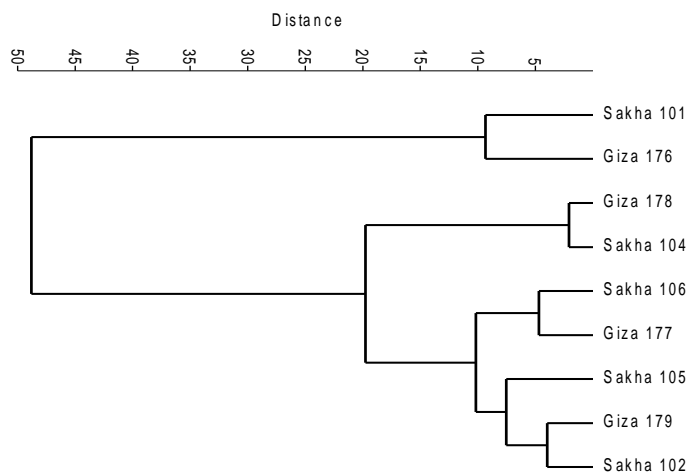 Distance
50 45 40 35 30 25 20 15 10 5
Sakha 101
Giza 176
Giza 178
Sakha 104
Sakha 106
Giza 177
Sakha 105
Giza 179
Sakha 102